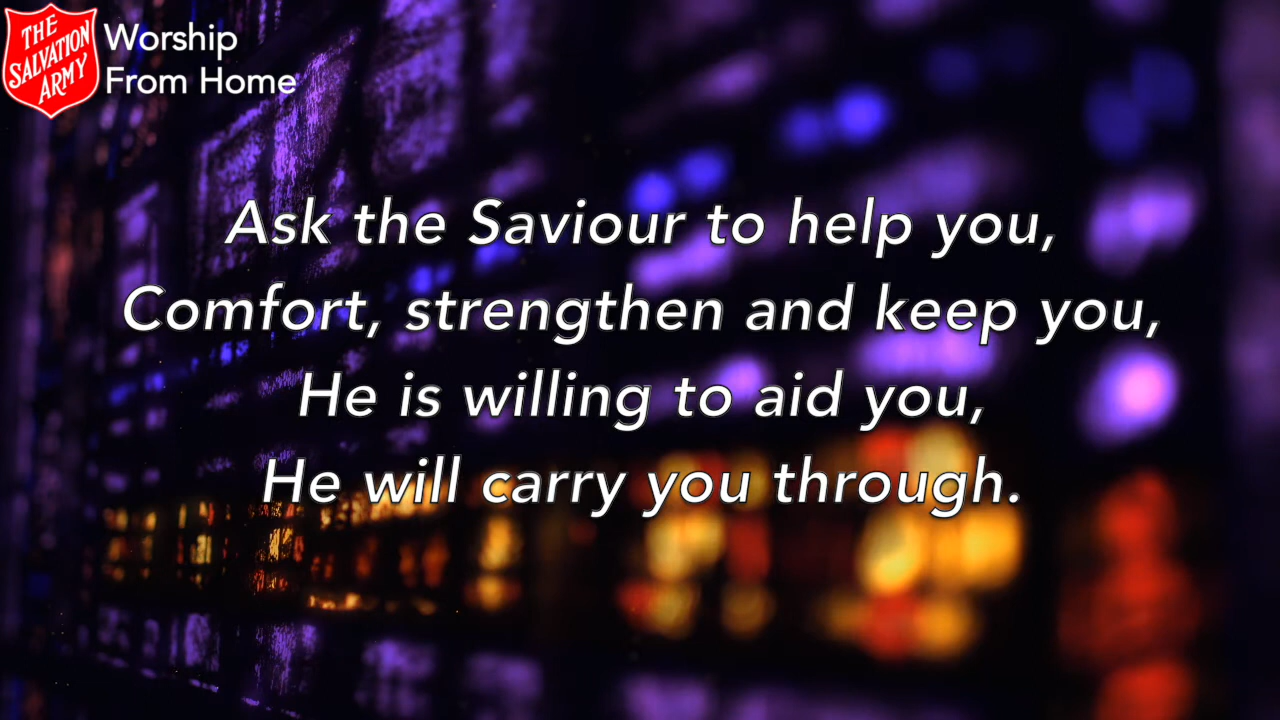 THE
SALVATION
ARMY
Worship
From Home
Ask the Saviour to help you,
Comfort, strengthen and keep you,
He is willing to aid you,
He will carry you through.